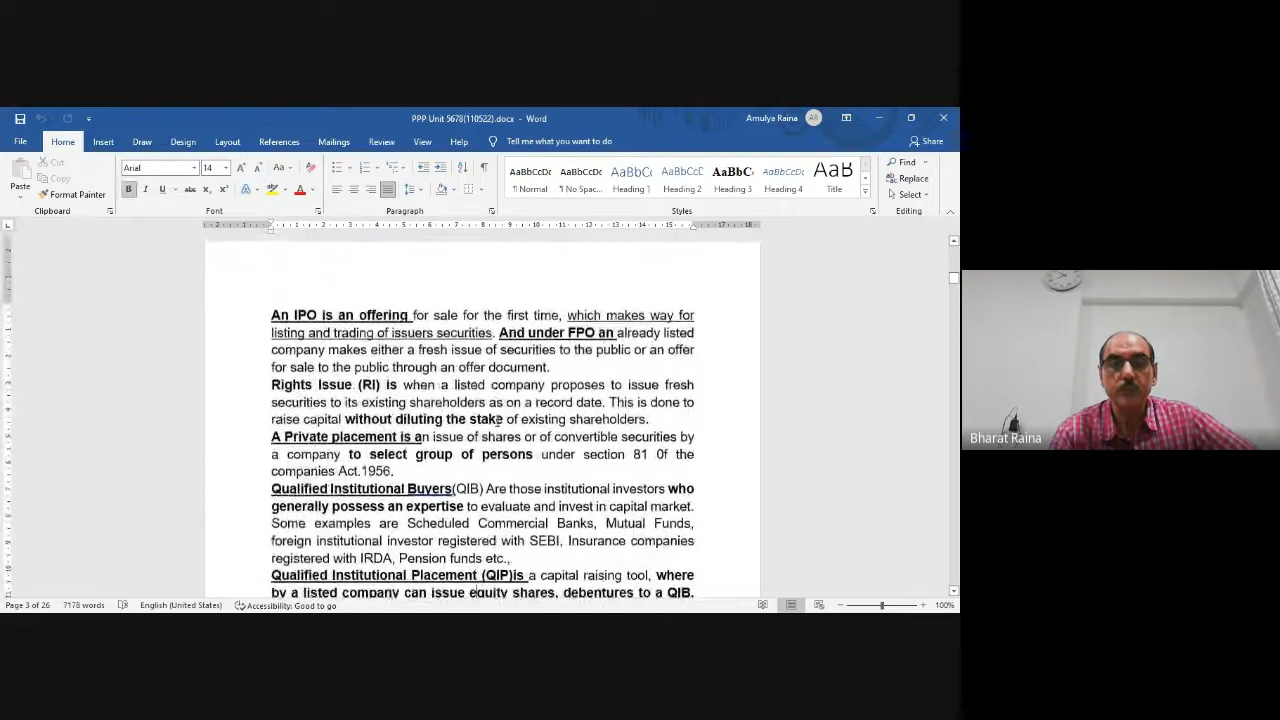 PPP Unit 5678(110522).docx - Word
Amulya Raina
AR
File Home Insert Draw Design Layout References Mailings Review View Help Tell me what you want to do Share
Paste
Cut
Copy
Format Painter
Clipboard
Arial 14
Font
Paragraph
AaBbCcDc AaBbCcDc AaBbC AaBbCcD AaBbC AaBbCcD AaB
¶ Normal ¶ No Spac... Heading 1 Heading 2 Heading 3 Heading 4 Title
Styles
Find
Replace
Select
Editing
An IPO is an offering for sale for the first time, which makes way for
listing and trading of issuers securities. And under FPO an already listed
company makes either a fresh issue of securities to the public or an offer
for sale to the public through an offer document.
Rights Issue (RI) is when a listed company proposes to issue fresh
securities to its existing shareholders as on a record date. This is done to
raise capital without diluting the stake of existing shareholders.
A Private placement is an issue of shares or of convertible securities by
a company to select group of persons under section 81 0f the
companies Act.1956.
Qualified Institutional Buyers(QIB) Are those institutional investors who
generally possess an expertise to evaluate and invest in capital market.
Some examples are Scheduled Commercial Banks, Mutual Funds,
foreign institutional investor registered with SEBI, Insurance companies
registered with IRDA, Pension funds etc.,
Qualified Institutional Placement (QIP)is a capital raising tool, where
by a listed company can issue equity shares, debentures to a QIB.
Page 3 of 26 7178 words English (United States) Accessibility: Good to go 100%
Bharat Raina